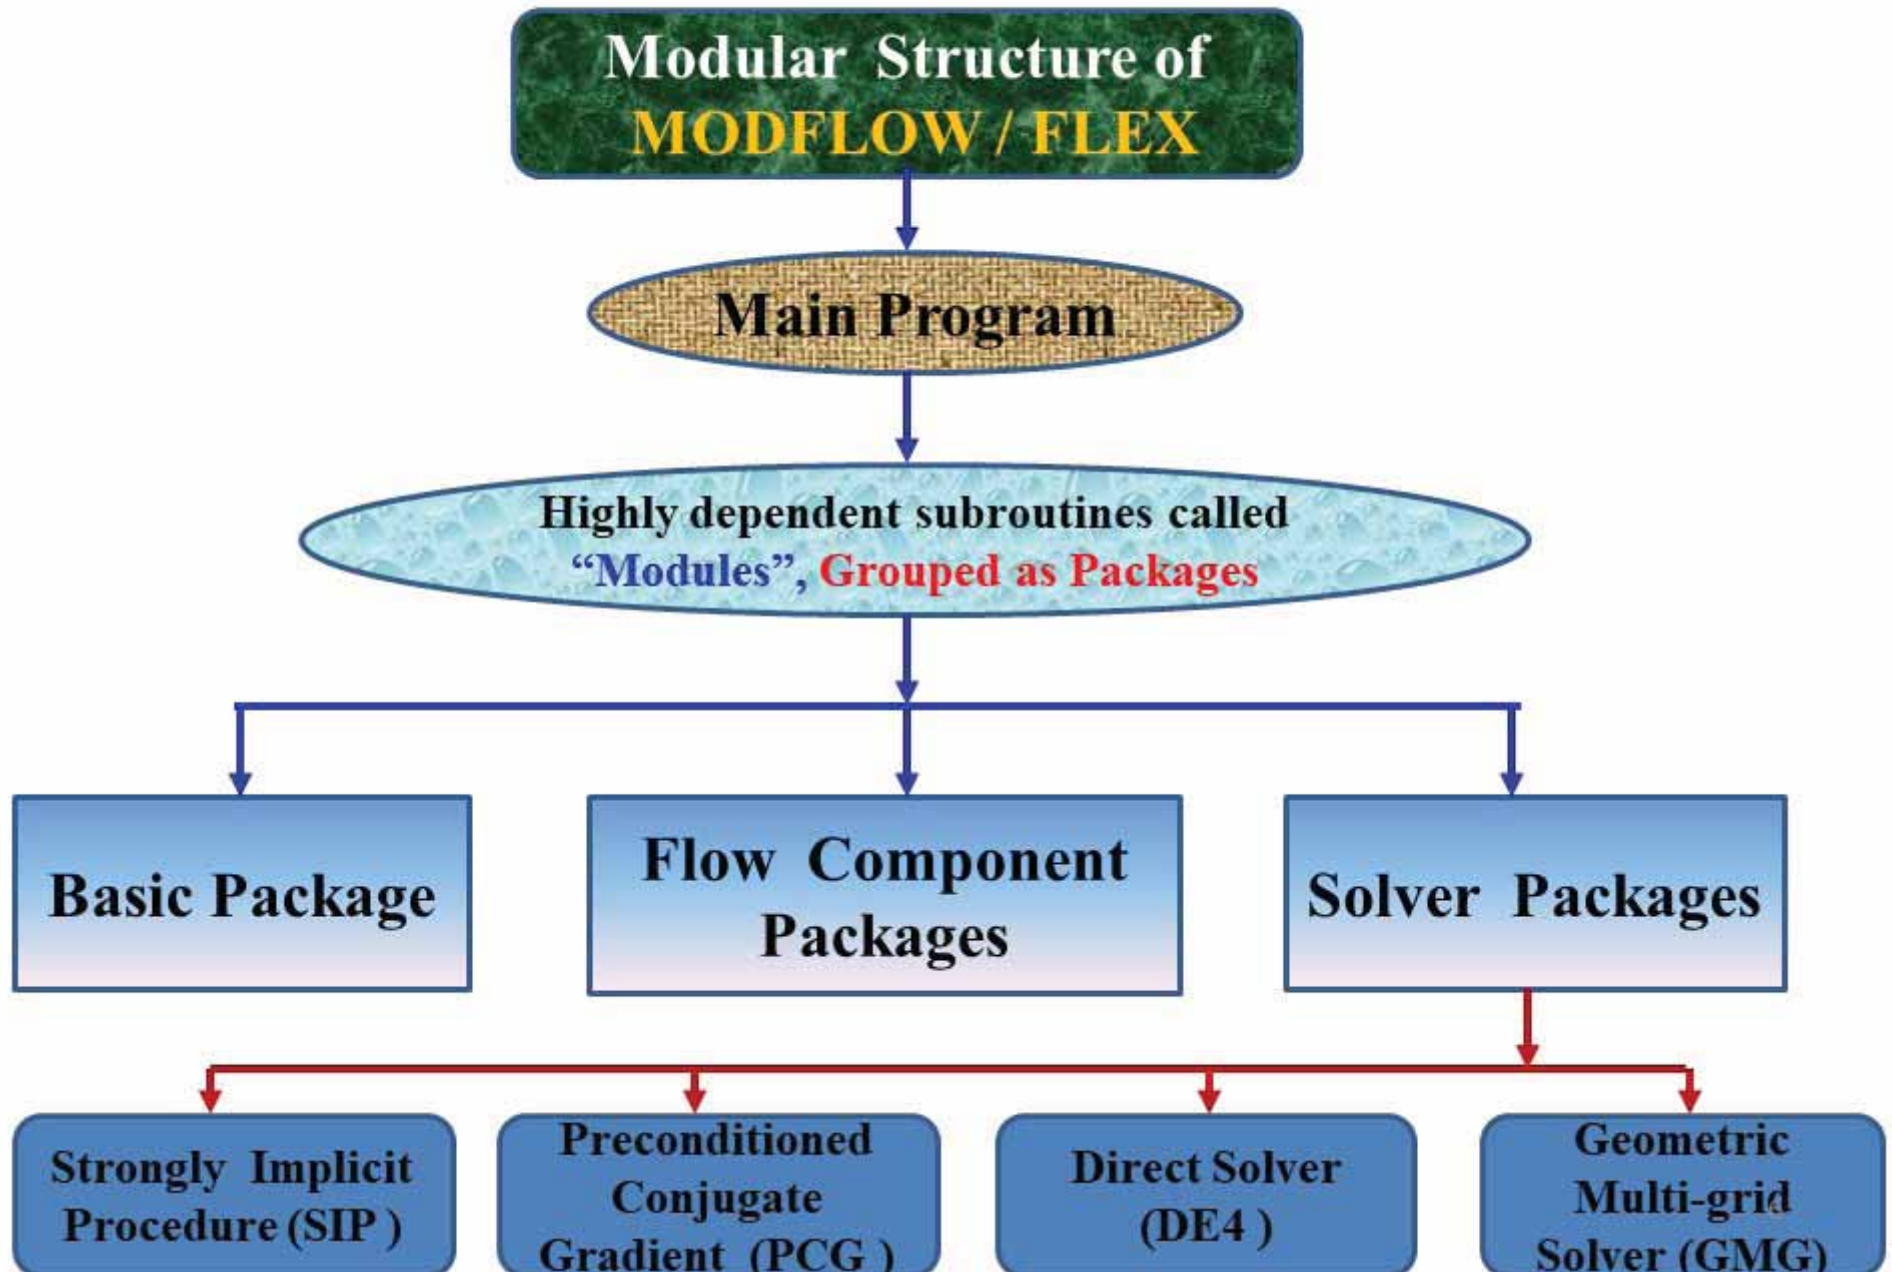 Modular Structure of
MODFLOW / FLEX
Main Program
Highly dependent subroutines called
“Modules”, Grouped as Packages
Basic Package
Flow Component
Packages
Solver Packages
Strongly Implicit
Procedure (SIP )
Preconditioned
Conjugate
Gradient (PCG )
Direct Solver
(DE4 )
Geometric
Multi-grid
Solver (GMG)